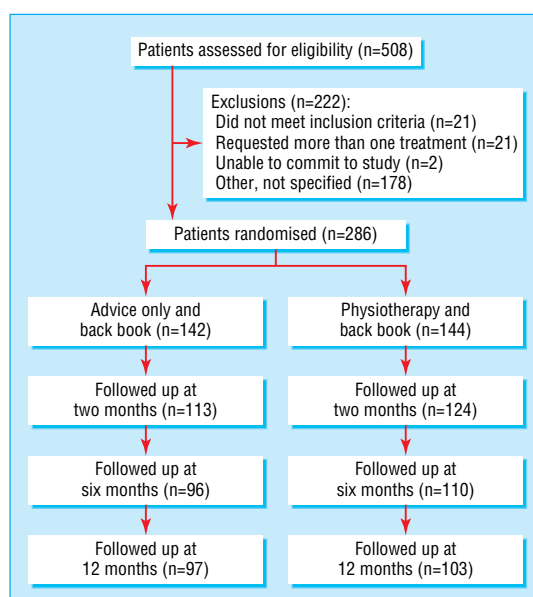 Patients assessed for eligibility (n=508)
Exclusions (n=222):
Did not meet inclusion criteria (n=21)
Requested more than one treatment (n=21)
Unable to commit to study (n=2)
Other, not specified (n=178)
Patients randomised (n=286)
Advice only and
back book (n=142)
Physiotherapy and
back book (n=144)
Followed up at
two months (n=113)
Followed up at
two months (n=124)
Followed up at
six months (n=96)
Followed up at
six months (n=110)
Followed up at
12 months (n=97)
Followed up at
12 months (n=103)